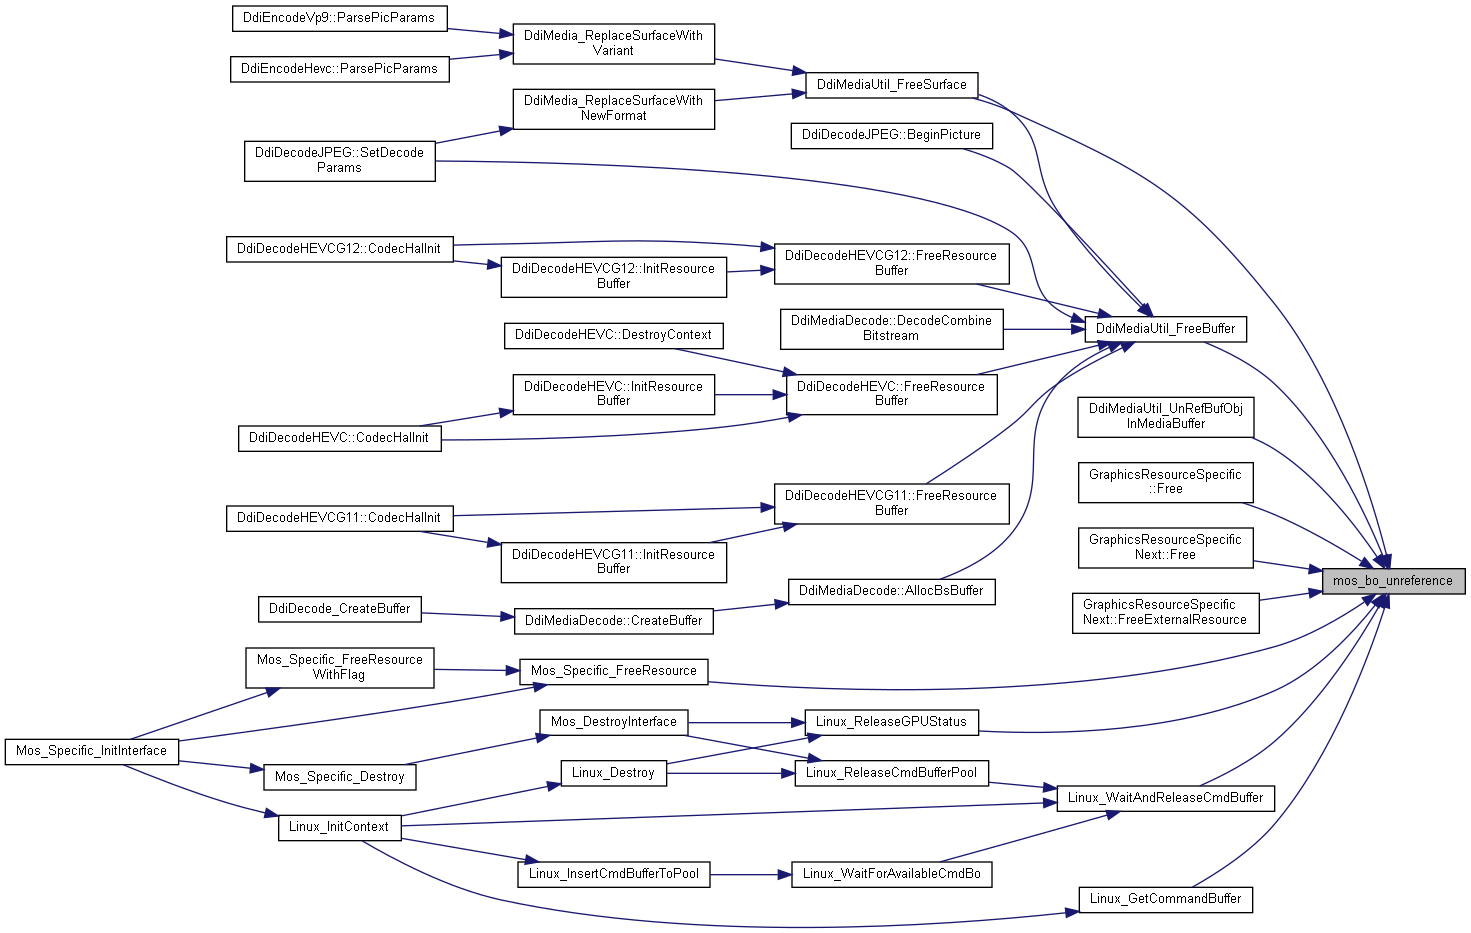 DdiEncodeVp9::ParsePicParams
DdiMedia_ReplaceSurfaceWith
Variant
DdiEncodeHevc::ParsePicParams
DdiMediaUtil_FreeSurface
DdiMedia_ReplaceSurfaceWith
NewFormat
DdiDecodeJPEG::BeginPicture
DdiDecodeJPEG::SetDecode
Params
DdiDecodeHEVCG12::CodecHalInit
DdiDecodeHEVCG12::FreeResource
Buffer
DdiDecodeHEVCG12::InitResource
Buffer
DdiMediaDecode::DecodeCombine
Bitstream
DdiMediaUtil_FreeBuffer
DdiDecodeHEVC::DestroyContext
DdiDecodeHEVC::InitResource
Buffer
DdiDecodeHEVC::FreeResource
Buffer
DdiMediaUtil_UnRefBufObj
InMediaBuffer
DdiDecodeHEVC::CodecHalInit
GraphicsResourceSpecific
::Free
DdiDecodeHEVCG11::FreeResource
Buffer
DdiDecodeHEVCG11::CodecHalInit
GraphicsResourceSpecific
Next::Free
DdiDecodeHEVCG11::InitResource
Buffer
mos_bo_unreference
DdiMediaDecode::AllocBsBuffer
GraphicsResourceSpecific
Next::FreeExternalResource
DdiDecode_CreateBuffer
DdiMediaDecode::CreateBuffer
Mos_Specific_FreeResource
WithFlag
Mos_Specific_FreeResource
Mos_DestroyInterface
Linux_ReleaseGPUStatus
Mos_Specific_InitInterface
Mos_Specific_Destroy
Linux_Destroy
Linux_ReleaseCmdBufferPool
Linux_WaitAndReleaseCmdBuffer
Linux_InitContext
Linux_InsertCmdBufferToPool
Linux_WaitForAvailableCmdBo
Linux_GetCommandBuffer